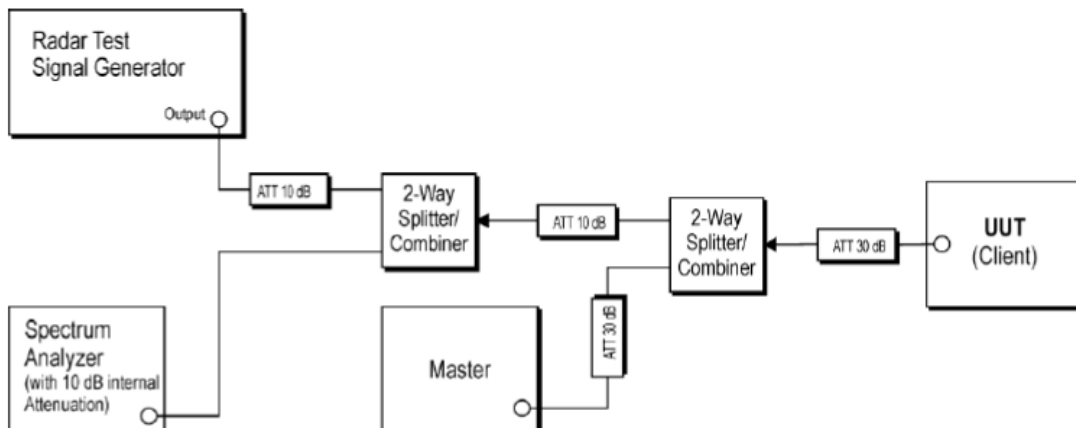 Radar Test
Signal Generator
Output
ATT 10 dB
2-Way
Splitter/
Combiner
ATT 10 dB
2-Way
Splitter/
Combiner
ATT 30 dB
UUT
(Client)
Spectrum
Analyzer
(with 10 dB internal
Attenuation)
Master
ATT 30 dB